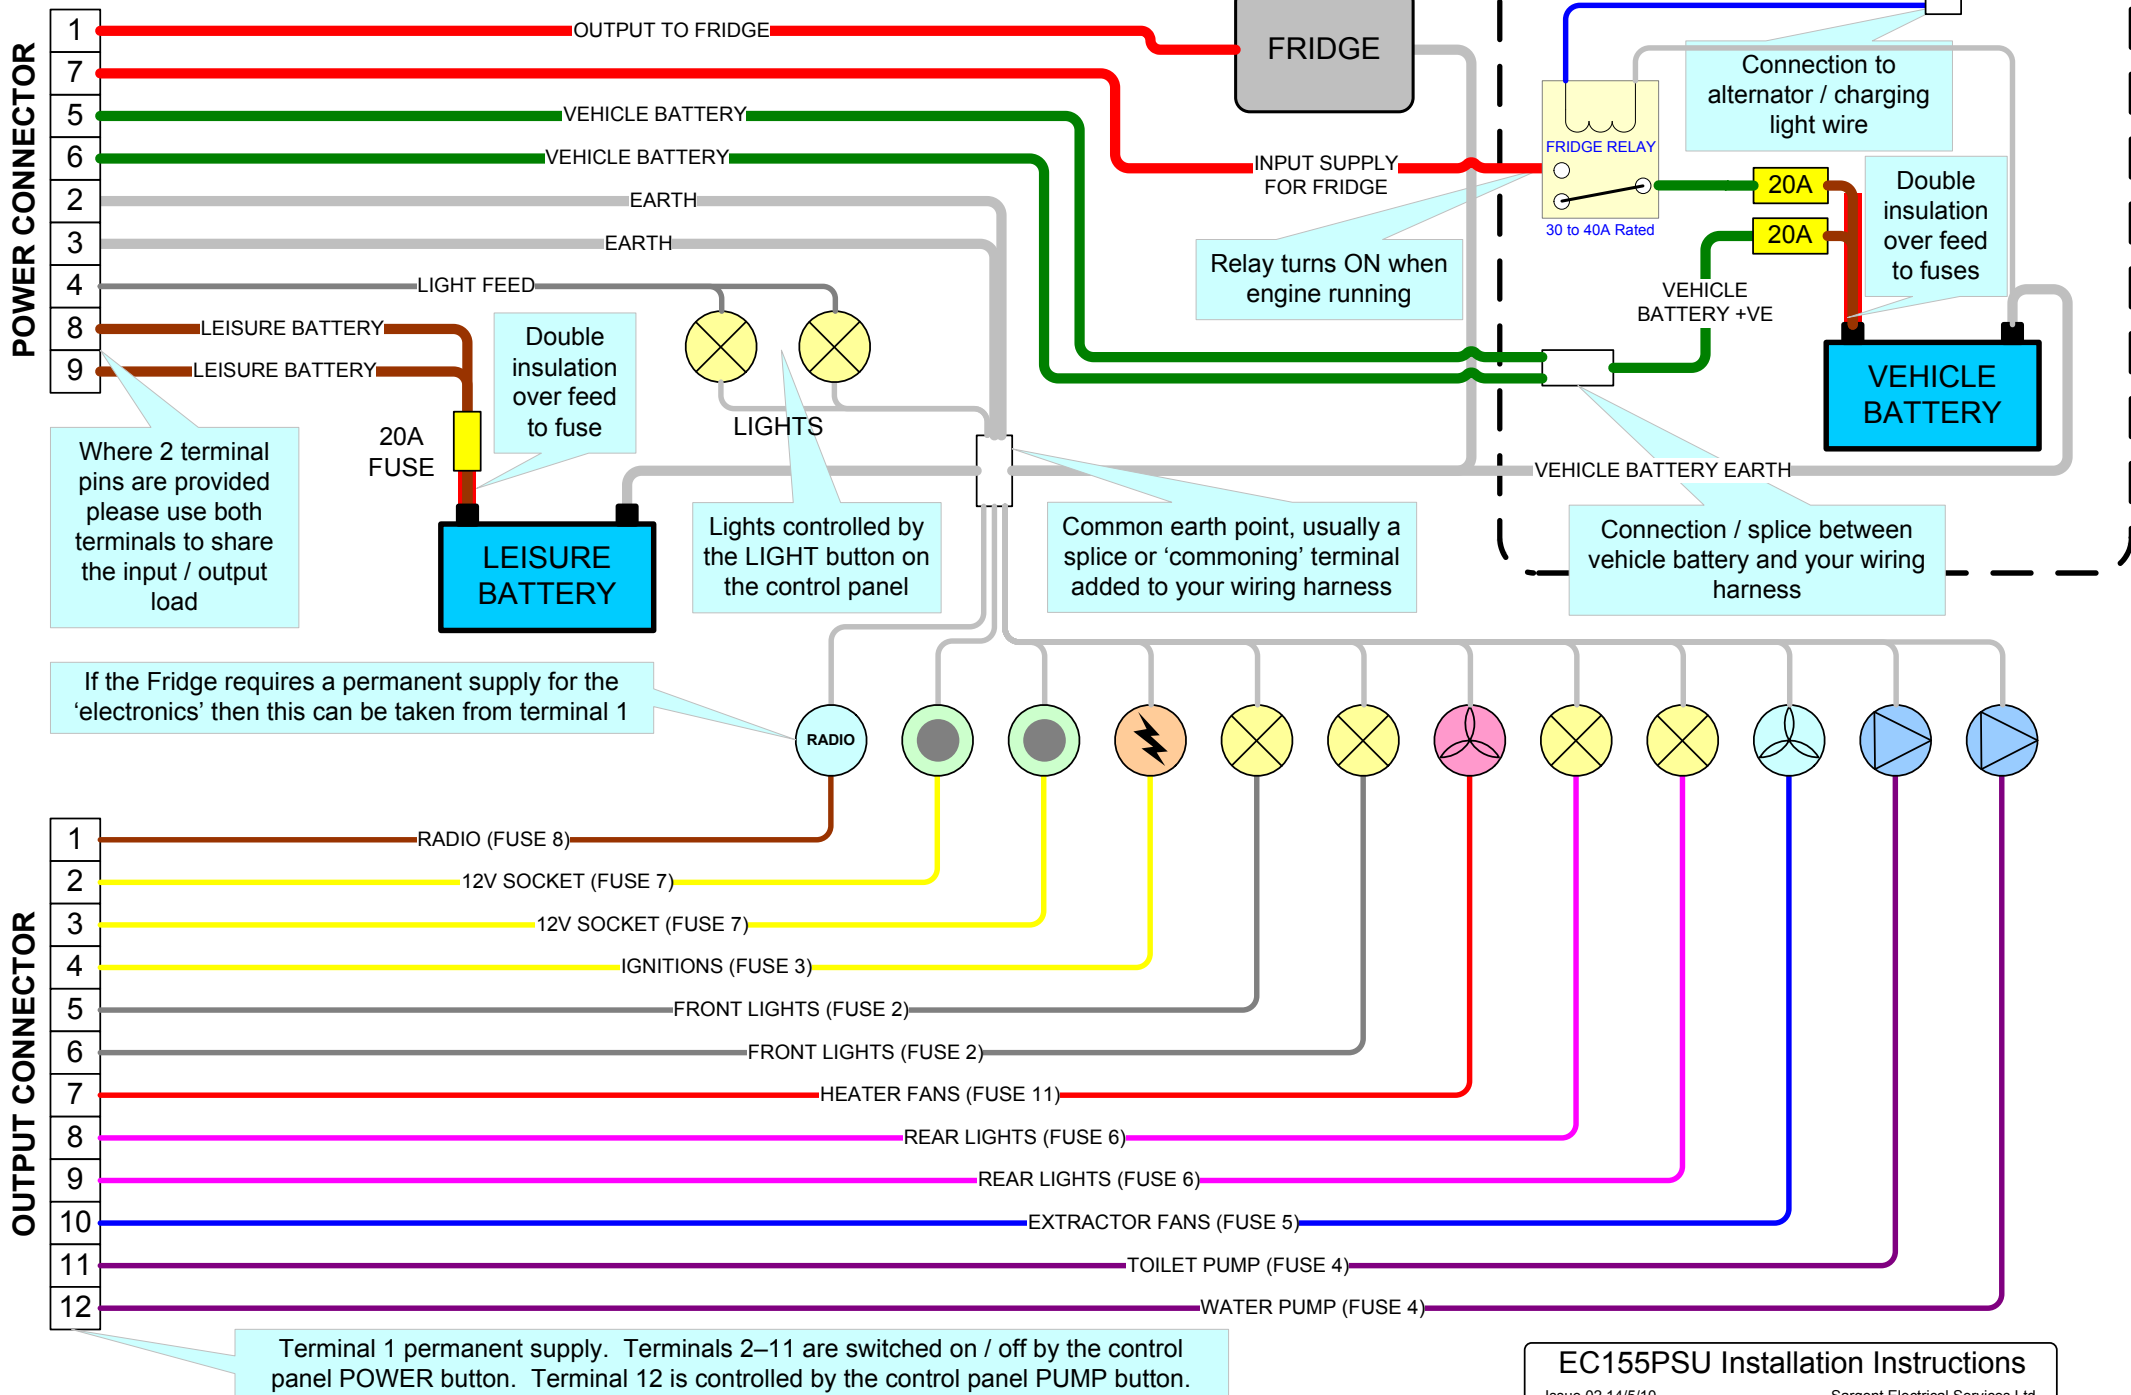 POWER CONNECTOR
1
7
5
6
2
3
4
8
9
OUTPUT TO FRIDGE
VEHICLE BATTERY
VEHICLE BATTERY
EARTH
EARTH
LIGHT FEED
LEISURE BATTERY
LEISURE BATTERY
FRIDGE
INPUT SUPPLY
FOR FRIDGE
Connection to
alternator / charging
light wire
FRIDGE RELAY
30 to 40A Rated
20A
20A
Double
insulation
over feed
to fuses
Relay turns ON when
engine running
VEHICLE
BATTERY +VE
VEHICLE
BATTERY
Double
insulation
over feed
to fuse
20A
FUSE
LIGHTS
Where 2 terminal
pins are provided
please use both
terminals to share
the input / output
load
LEISURE
BATTERY
Lights controlled by
the LIGHT button on
the control panel
Common earth point, usually a
splice or ‘commoning’ terminal
added to your wiring harness
VEHICLE BATTERY EARTH
Connection / splice between
vehicle battery and your wiring
harness
If the Fridge requires a permanent supply for the
‘electronics’ then this can be taken from terminal 1
RADIO
OUTPUT CONNECTOR
1
2
3
4
5
6
7
8
9
10
11
12
RADIO (FUSE 8)
12V SOCKET (FUSE 7)
12V SOCKET (FUSE 7)
IGNITIONS (FUSE 3)
FRONT LIGHTS (FUSE 2)
FRONT LIGHTS (FUSE 2)
HEATER FANS (FUSE 11)
REAR LIGHTS (FUSE 6)
REAR LIGHTS (FUSE 6)
EXTRACTOR FANS (FUSE 5)
TOILET PUMP (FUSE 4)
WATER PUMP (FUSE 4)
Terminal 1 permanent supply. Terminals 2–11 are switched on / off by the control
panel POWER button. Terminal 12 is controlled by the control panel PUMP button.
EC155PSU Installation Instructions
Issue 02 14/5/10
Sargent Electrical Services Ltd